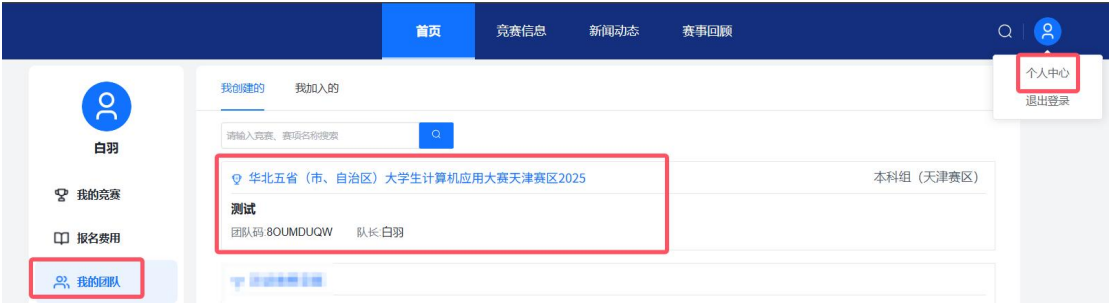 首页 竞赛信息 新闻动态 赛事回顾
个人中心
退出登录
白羽
我的竞赛
报名费用
我的团队
我创建的 我加入的
请输入竞赛、赛项名称搜索
华北五省（市、自治区）大学生计算机应用大赛天津赛区2025 本科组（天津赛区）
测试
团队码:8OUMDUQW 队长:白羽